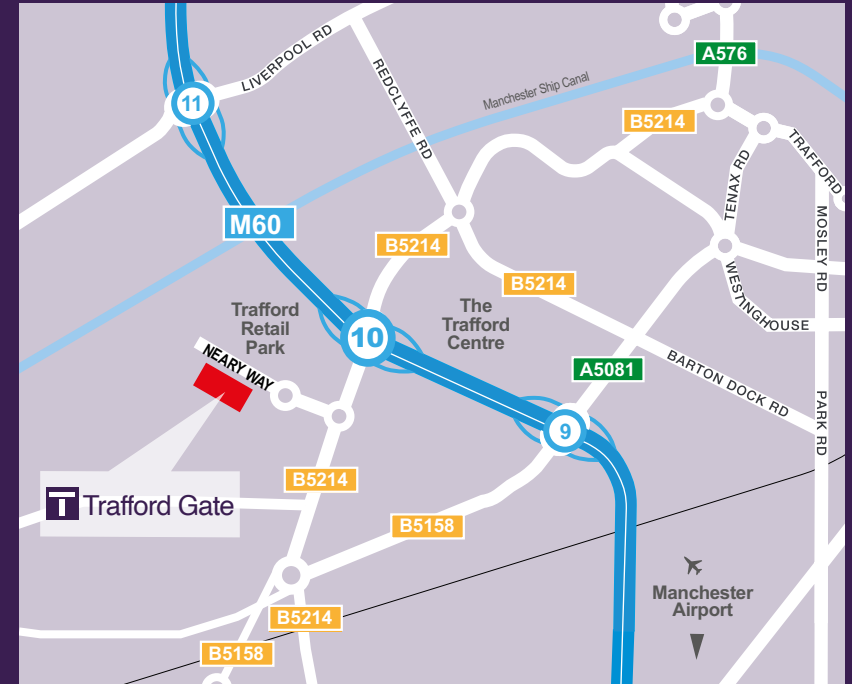 A576
LIVERPOOL RD
REDCLYFFE RD
Manchester Ship Canal
11
B5214
TRAFFORD
TENAX RD
MOSLEY RD
M60
B5214
B5214
WESTINGHOUSE
Trafford
Retail
Park
The
Trafford
Centre
10
NEARY WAY
A5081
BARTON DOCK RD
PARK RD
9
B5214
T Trafford Gate
B5158
Manchester
Airport
B5214
B5158